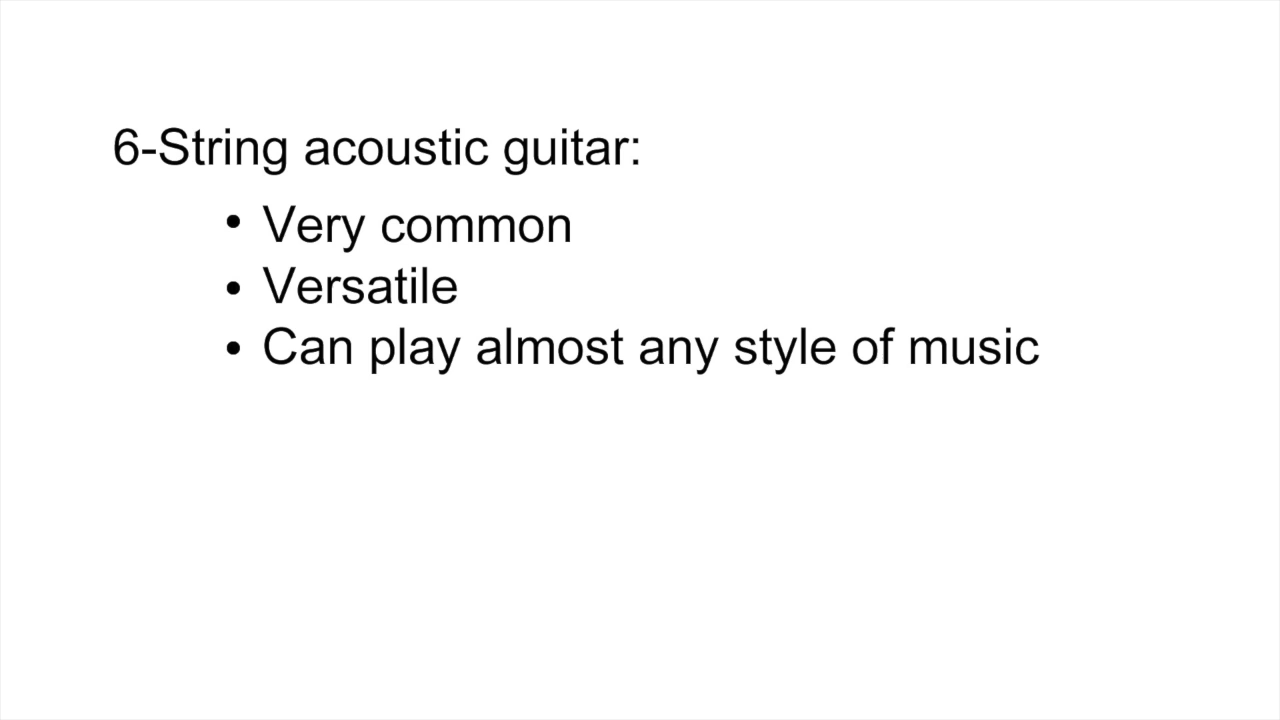 6-String acoustic guitar:
• Very common
• Versatile
• Can play almost any style of music